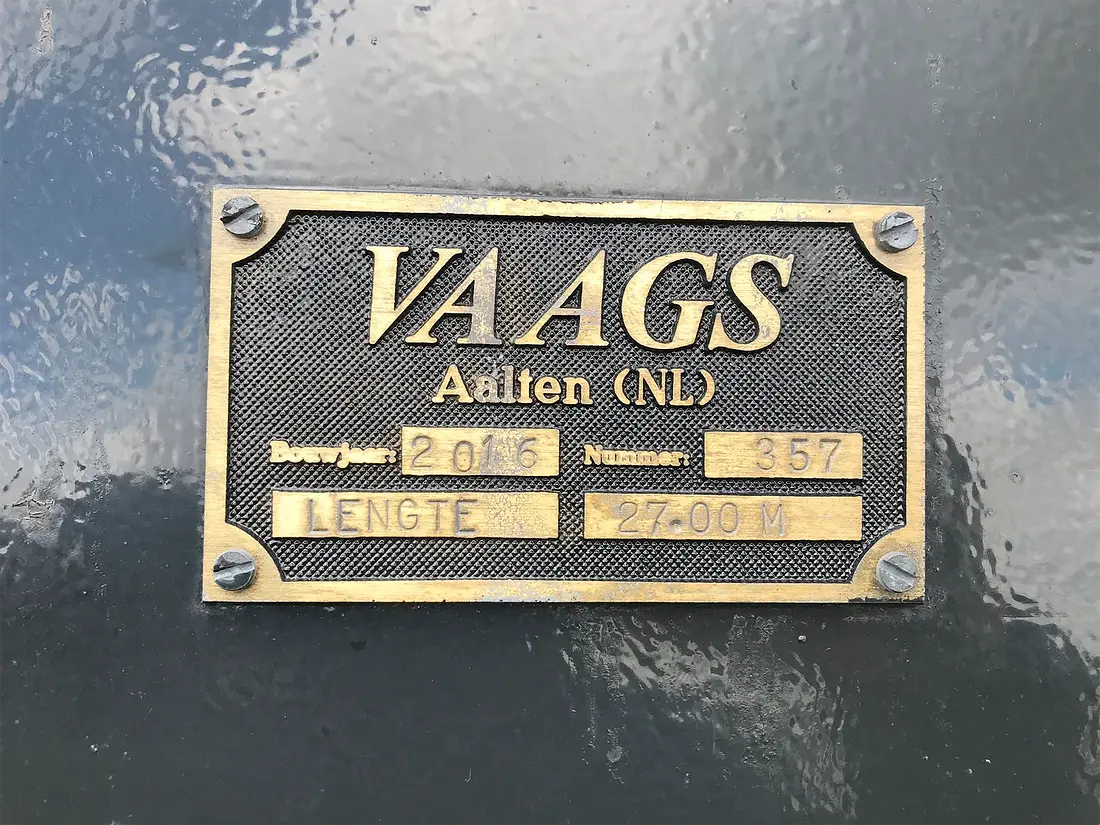 VAAGS
Aalten (NL)
Bouwjaar: 2016 Nummer: 357
LENGTE 27.00 M